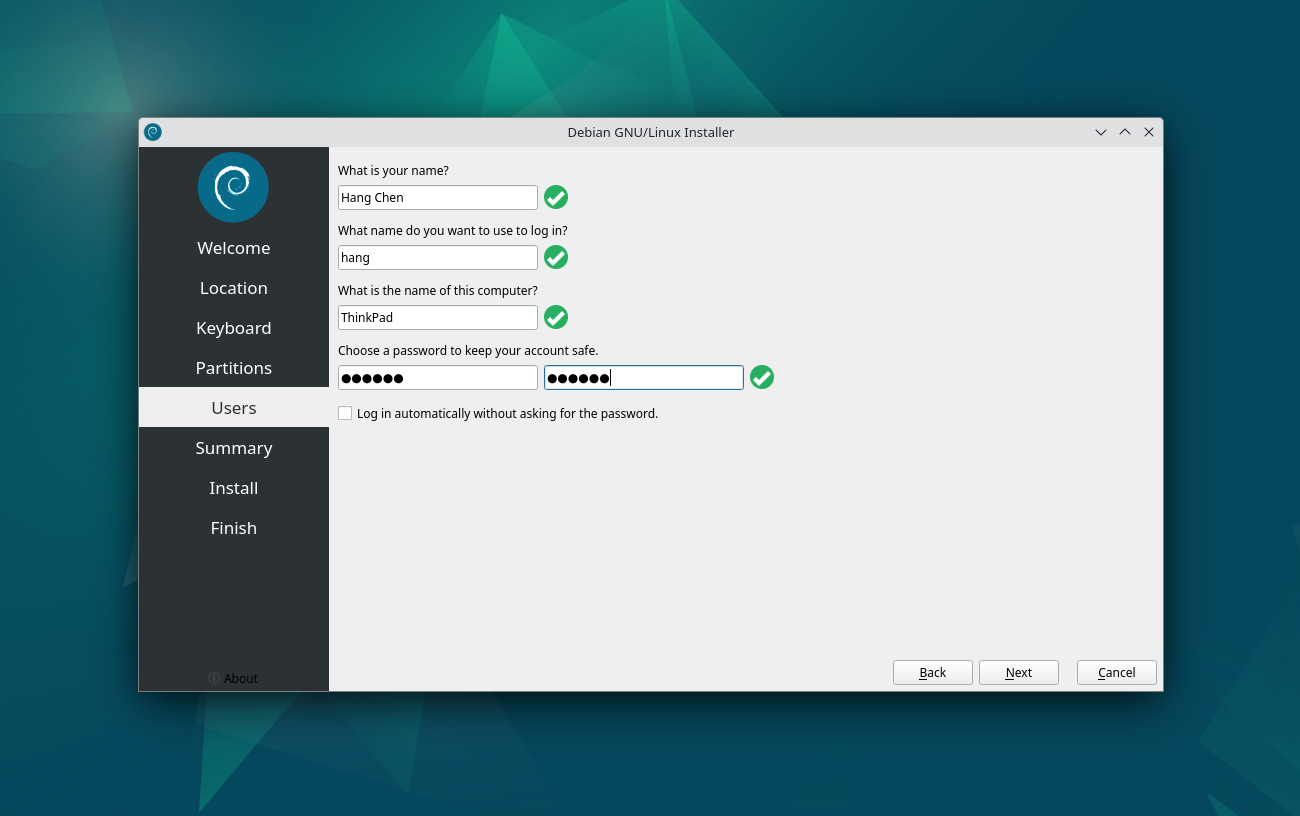 Debian GNU/Linux Installer
Welcome
Location
Keyboard
Partitions
Users
Summary
Install
Finish
About
What is your name?
Hang Chen
What name do you want to use to log in?
hang
What is the name of this computer?
ThinkPad
Choose a password to keep your account safe.
●●●●●● ●●●●●●
Log in automatically without asking for the password.
Back Next Cancel